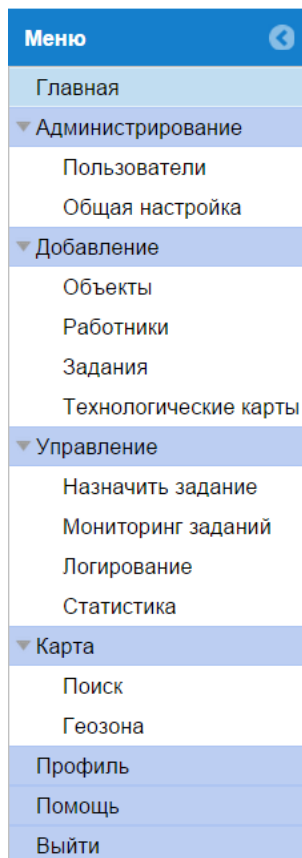 Меню
Главная
Администрирование
Пользователи
Общая настройка
Добавление
Объекты
Работники
Задания
Технологические карты
Управление
Назначить задание
Мониторинг заданий
Логирование
Статистика
Карта
Поиск
Геозона
Профиль
Помощь
Выйти